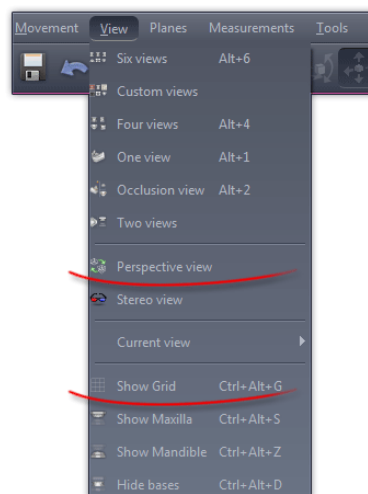 Movement View Planes Measurements Tools
Six views Alt+6
Custom views
Four views Alt+4
One view Alt+1
Occlusion view Alt+2
Two views
Perspective view
Stereo view
Current view
Show Grid Ctrl+Alt+G
Show Maxilla Ctrl+Alt+S
Show Mandible Ctrl+Alt+Z
Hide bases Ctrl+Alt+D